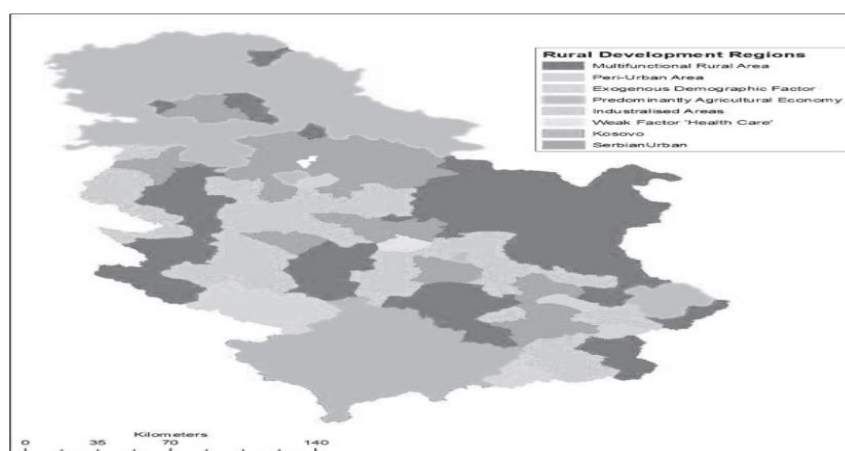 Rural Development Regions
Multifunctional Rural Area
Peri-Urban Area
Exogenous Demographic Factor
Predominantly Agricultural Economy
Industralised Areas
Weak Factor 'Health Care'
Kosovo
SerbianUrban
Kilometers
0 35 70 140